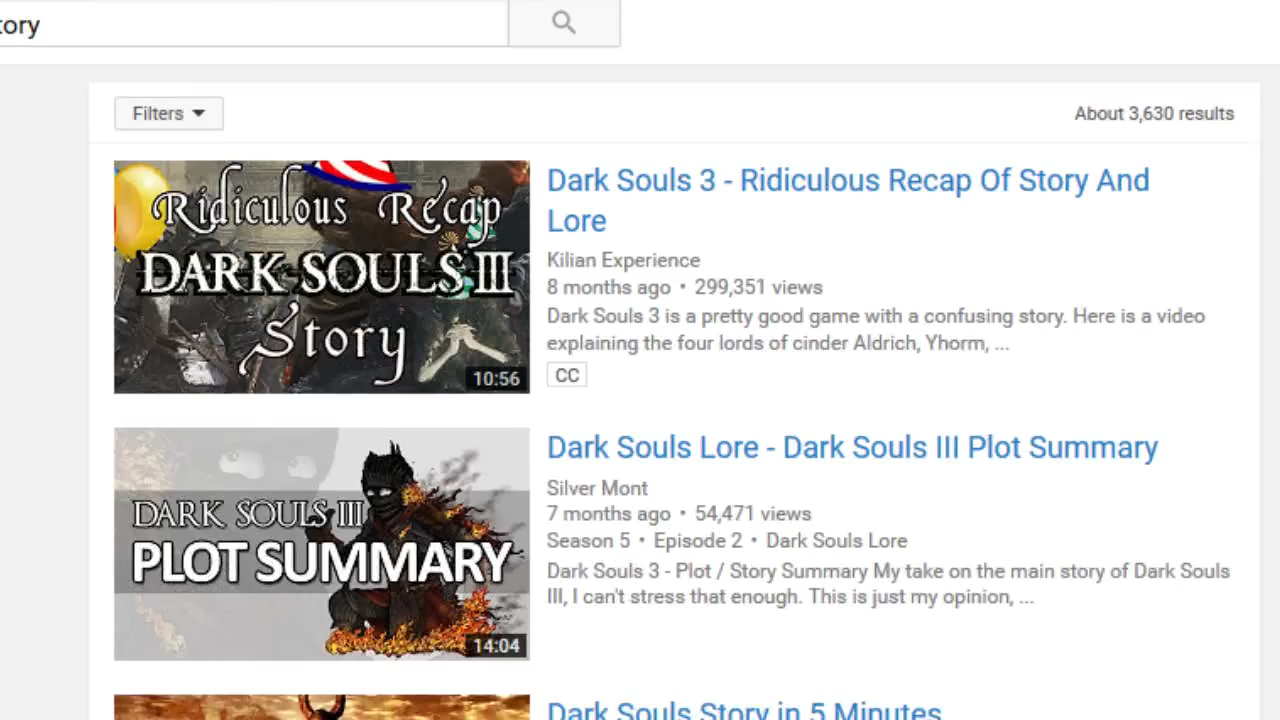 tory
Filters
About 3,630 results
Ridiculous Recap
DARK SOULS III
Story
10:56
Dark Souls 3 - Ridiculous Recap Of Story And
Lore
Kilian Experience
8 months ago • 299,351 views
Dark Souls 3 is a pretty good game with a confusing story. Here is a video
explaining the four lords of cinder Aldrich, Yhorm, ...
CC
DARK SOULS III
PLOT SUMMARY
14:04
Dark Souls Lore - Dark Souls III Plot Summary
Silver Mont
7 months ago • 54,471 views
Season 5 • Episode 2 • Dark Souls Lore
Dark Souls 3 - Plot / Story Summary My take on the main story of Dark Souls
III, I can't stress that enough. This is just my opinion, ...
Dark Souls Story in 5 Minutes